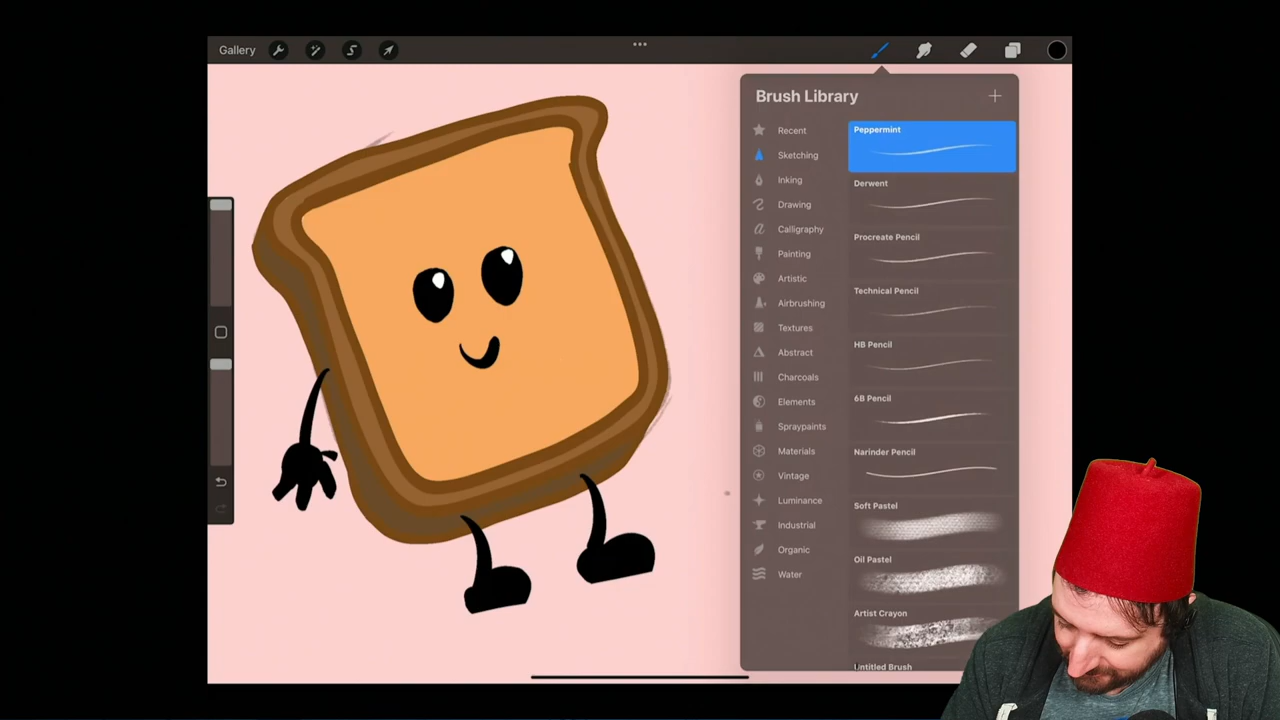 Gallery
Brush Library
Recent
Sketching
Inking
Drawing
Calligraphy
Painting
Artistic
Airbrushing
Textures
Abstract
Charcoals
Elements
Spraypaints
Materials
Vintage
Luminance
Industrial
Organic
Water
Peppermint
Derwent
Procreate Pencil
Technical Pencil
HB Pencil
6B Pencil
Narinder Pencil
Soft Pastel
Oil Pastel
Artist Crayon
Untitled Brush